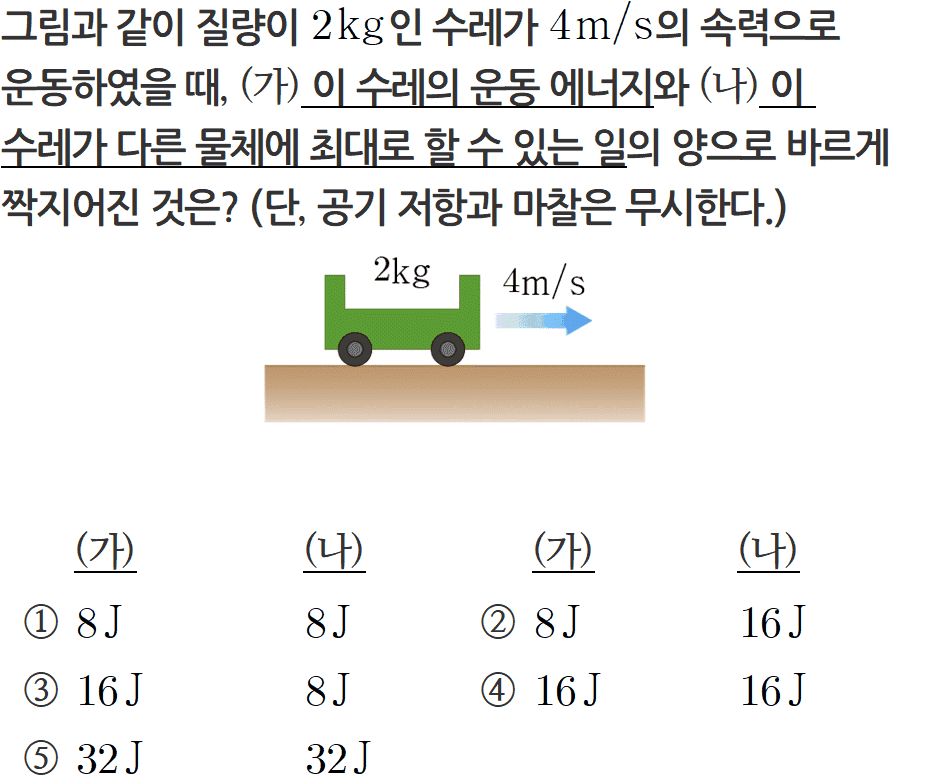 그림과 같이 질량이 2kg인 수레가 4m/s의 속력으로
운동하였을 때, (가) 이 수레의 운동 에너지와 (나) 이
수레가 다른 물체에 최대로 할 수 있는 일의 양으로 바르게
짝지어진 것은? (단, 공기 저항과 마찰은 무시한다.)
2kg
4m/s
(가) (나) (가) (나)
① 8J 8J ② 8J 16J
③ 16J 8J ④ 16J 16J
⑤ 32J 32J